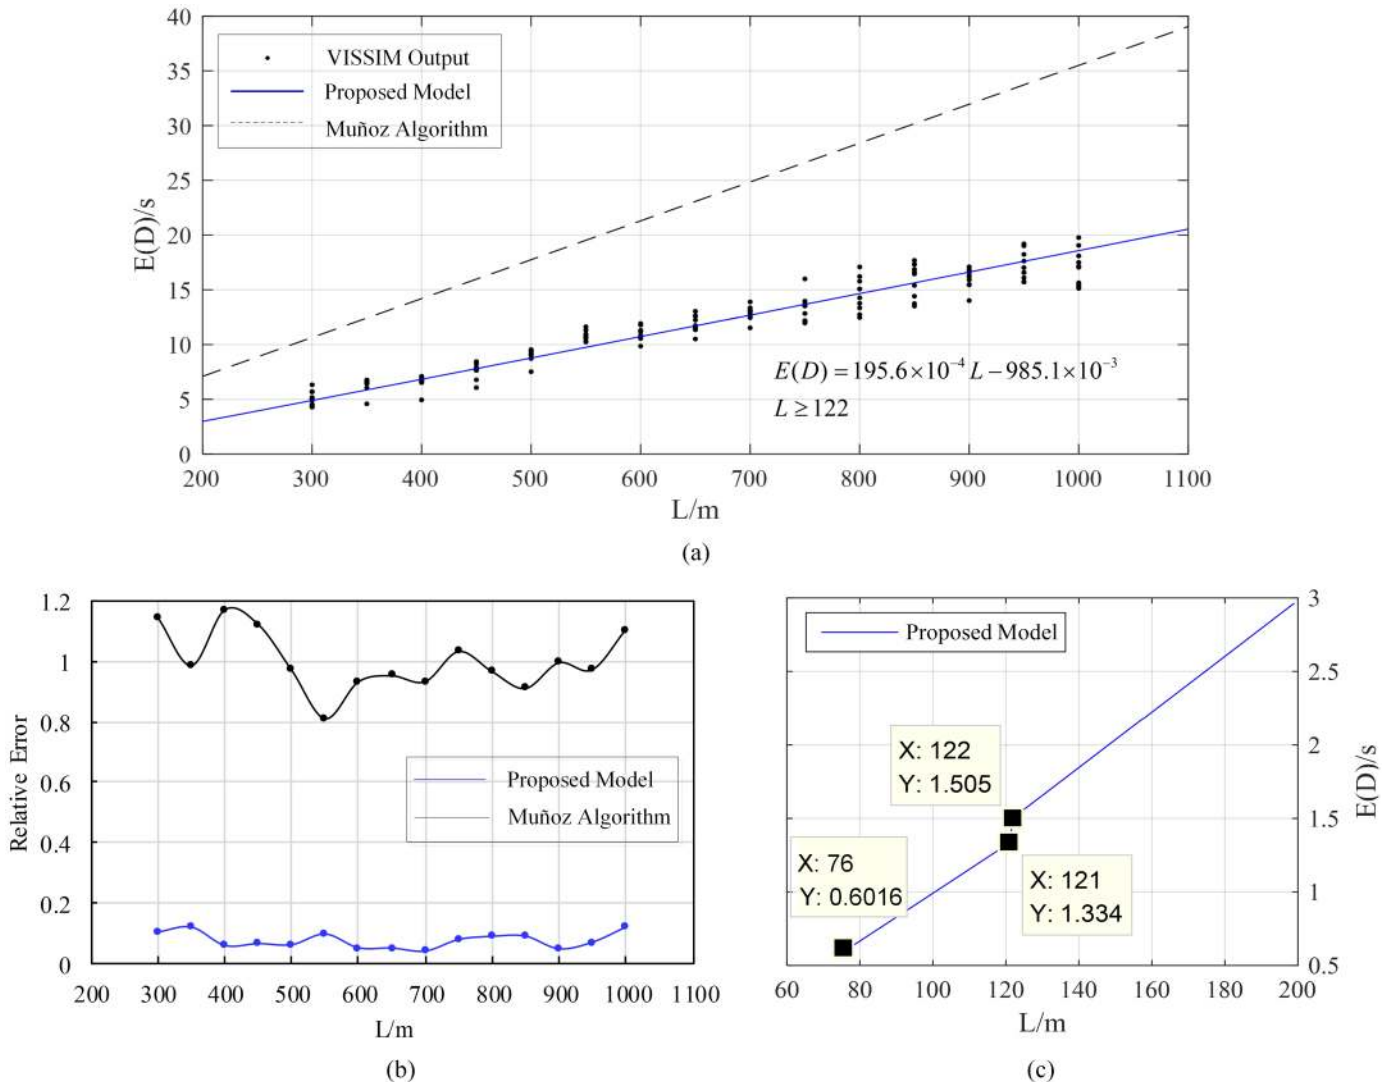 40
35
30
25
20
15
10
5
0
E(D)/s
VISSIM Output
Proposed Model
Muñoz Algorithm
E(D) = 195.6×10⁻⁴ L − 985.1×10⁻³
L ≥ 122
200 300 400 500 600 700 800 900 1000 1100
L/m
(a)
1.2
1
0.8
0.6
0.4
0.2
0
Relative Error
Proposed Model
Muñoz Algorithm
200 300 400 500 600 700 800 900 1000 1100
L/m
(b)
Proposed Model
X: 122
Y: 1.505
X: 76
Y: 0.6016
X: 121
Y: 1.334
3
2.5
2
1.5
1
0.5
E(D)/s
60 80 100 120 140 160 180 200
L/m
(c)